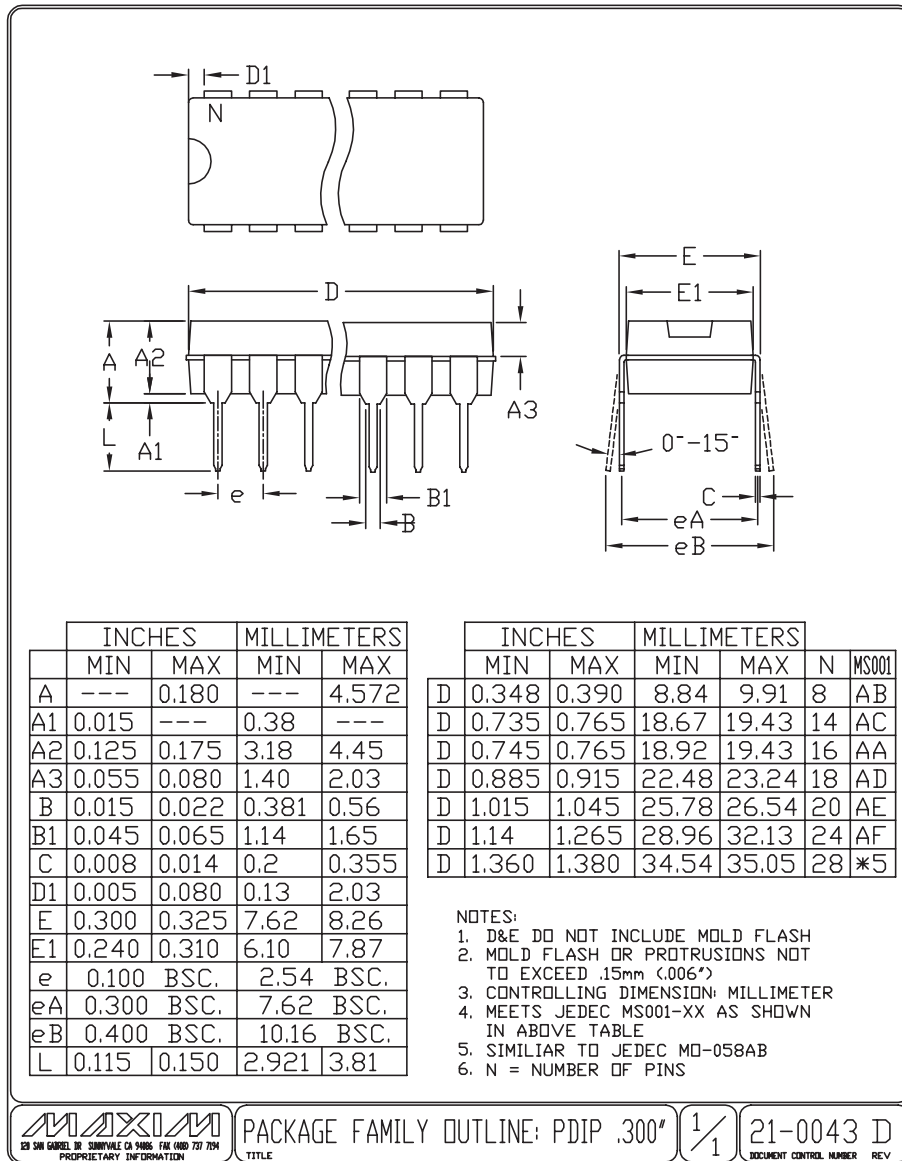 D1
N
D
E
E1
A
A2
A3
L
A1
0°-15°
e
B1
B
C
eA
eB
INCHES MILLIMETERS
MIN MAX MIN MAX
A --- 0.180 --- 4.572
A1 0.015 --- 0.38 ---
A2 0.125 0.175 3.18 4.45
A3 0.055 0.080 1.40 2.03
B 0.015 0.022 0.381 0.56
B1 0.045 0.065 1.14 1.65
C 0.008 0.014 0.2 0.355
D1 0.005 0.080 0.13 2.03
E 0.300 0.325 7.62 8.26
E1 0.240 0.310 6.10 7.87
e 0.100 BSC. 2.54 BSC.
eA 0.300 BSC. 7.62 BSC.
eB 0.400 BSC. 10.16 BSC.
L 0.115 0.150 2.921 3.81
INCHES MILLIMETERS
MIN MAX MIN MAX N MS001
D 0.348 0.390 8.84 9.91 8 AB
D 0.735 0.765 18.67 19.43 14 AC
D 0.745 0.765 18.92 19.43 16 AA
D 0.885 0.915 22.48 23.24 18 AD
D 1.015 1.045 25.78 26.54 20 AE
D 1.14 1.265 28.96 32.13 24 AF
D 1.360 1.380 34.54 35.05 28 *5
NOTES:
1. D&E DO NOT INCLUDE MOLD FLASH
2. MOLD FLASH OR PROTRUSIONS NOT
TO EXCEED .15mm (.006")
3. CONTROLLING DIMENSION: MILLIMETER
4. MEETS JEDEC MS001-XX AS SHOWN
IN ABOVE TABLE
5. SIMILIAR TO JEDEC MO-058AB
6. N = NUMBER OF PINS
MAXIM
120 SAN GABRIEL DR SUNNYVALE CA 94086 FAX (408) 737 7194
PROPRIETARY INFORMATION
PACKAGE FAMILY OUTLINE: PDIP .300"
TITLE
1/1
21-0043 D
DOCUMENT CONTROL NUMBER REV